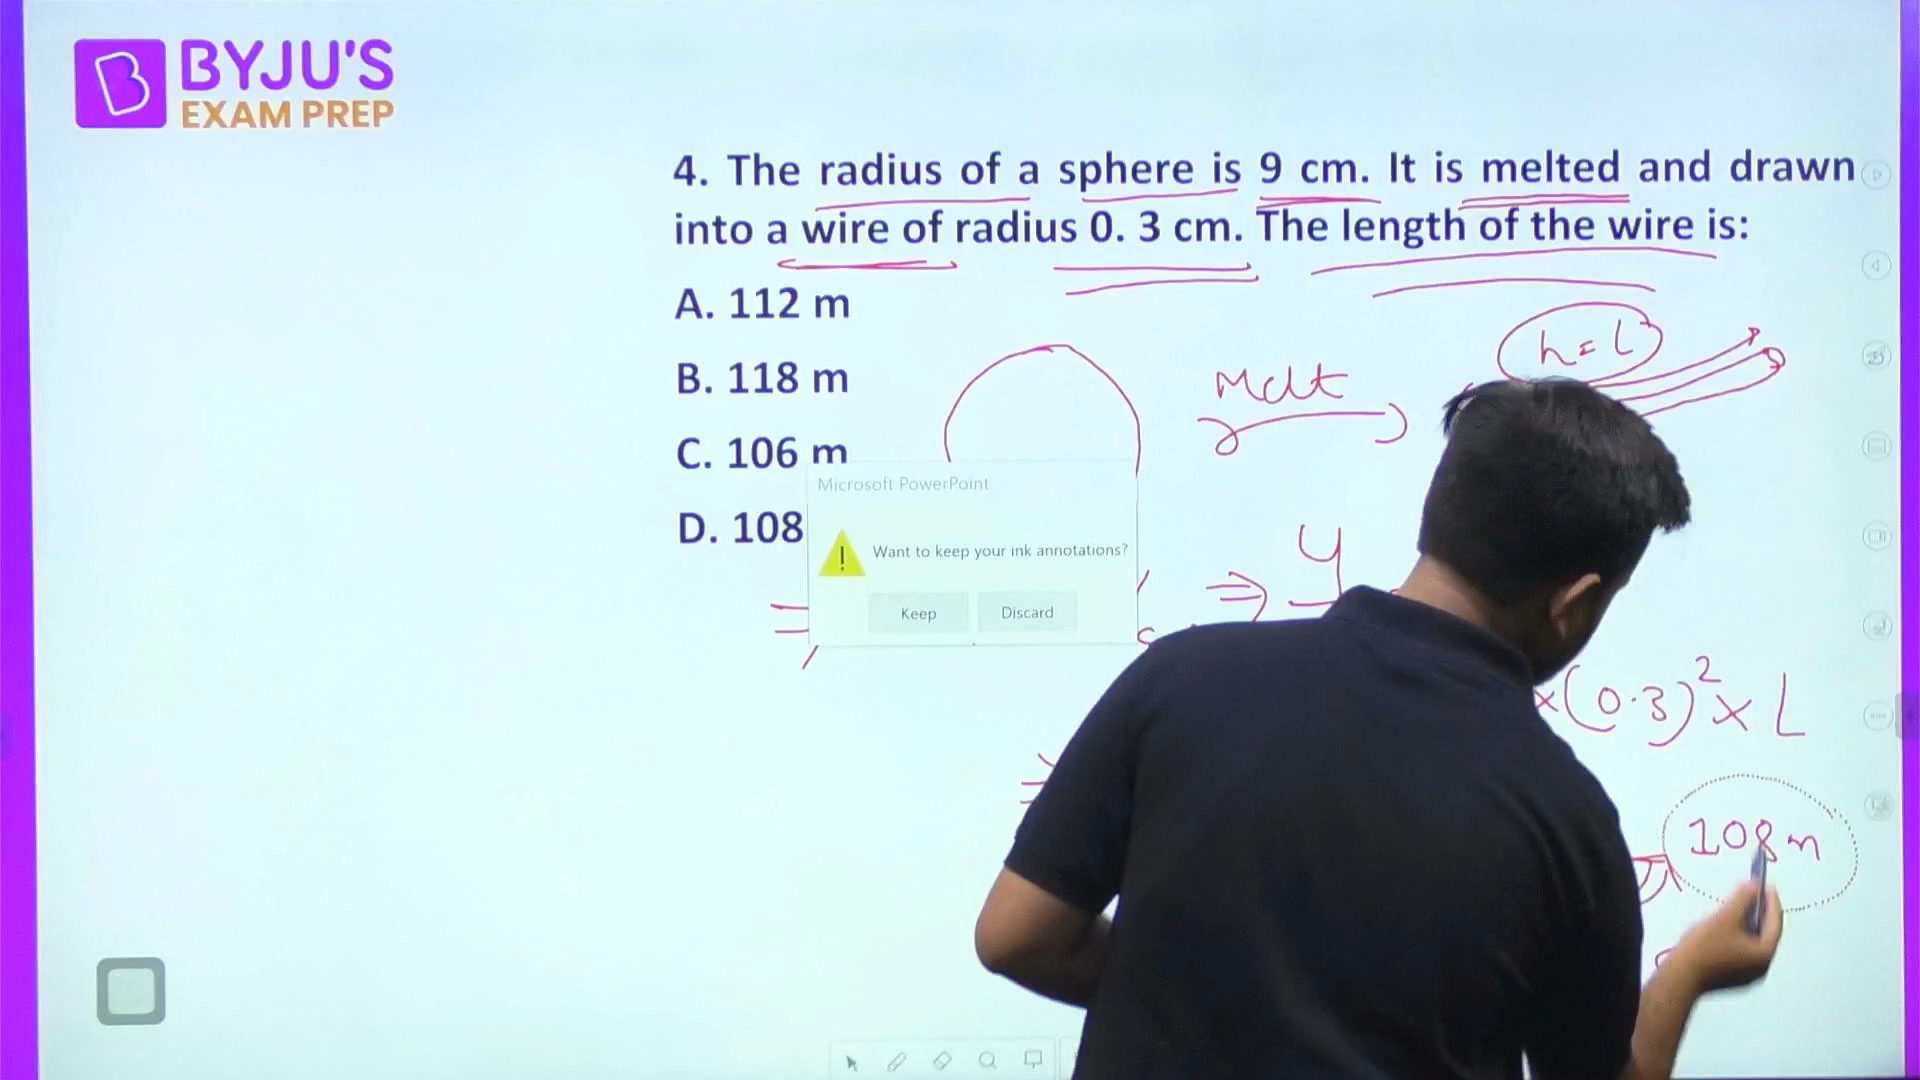 BYJU'S
EXAM PREP
4. The radius of a sphere is 9 cm. It is melted and drawn
into a wire of radius 0. 3 cm. The length of the wire is:
A. 112 m
B. 118 m
C. 106 m
D. 108
h = L
Melt
Microsoft PowerPoint
Want to keep your ink annotations?
Keep
Discard
⇒ 4
x(0.3)² x L
108m